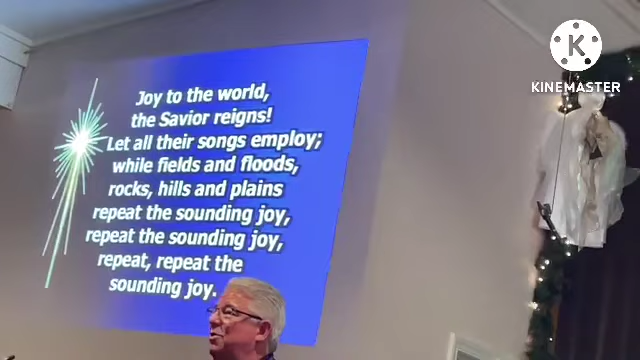 Joy to the world,
the Savior reigns!
Let all their songs employ;
while fields and floods,
rocks, hills and plains
repeat the sounding joy,
repeat the sounding joy,
repeat, repeat the
sounding joy.
K
KINEMASTER